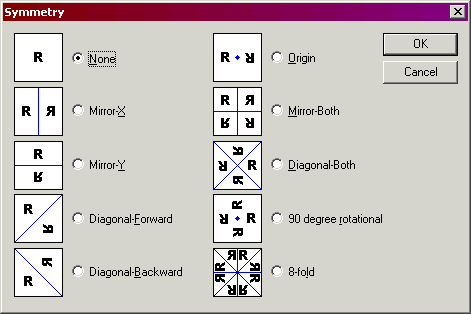 Symmetry
None
Mirror-X
Mirror-Y
Diagonal-Forward
Diagonal-Backward
Origin
Mirror-Both
Diagonal-Both
90 degree rotational
8-fold
OK
Cancel
R
R R
R R
R R
R R
R R
R R
R R
R R
R R
R R
R R
R R
R R
R R